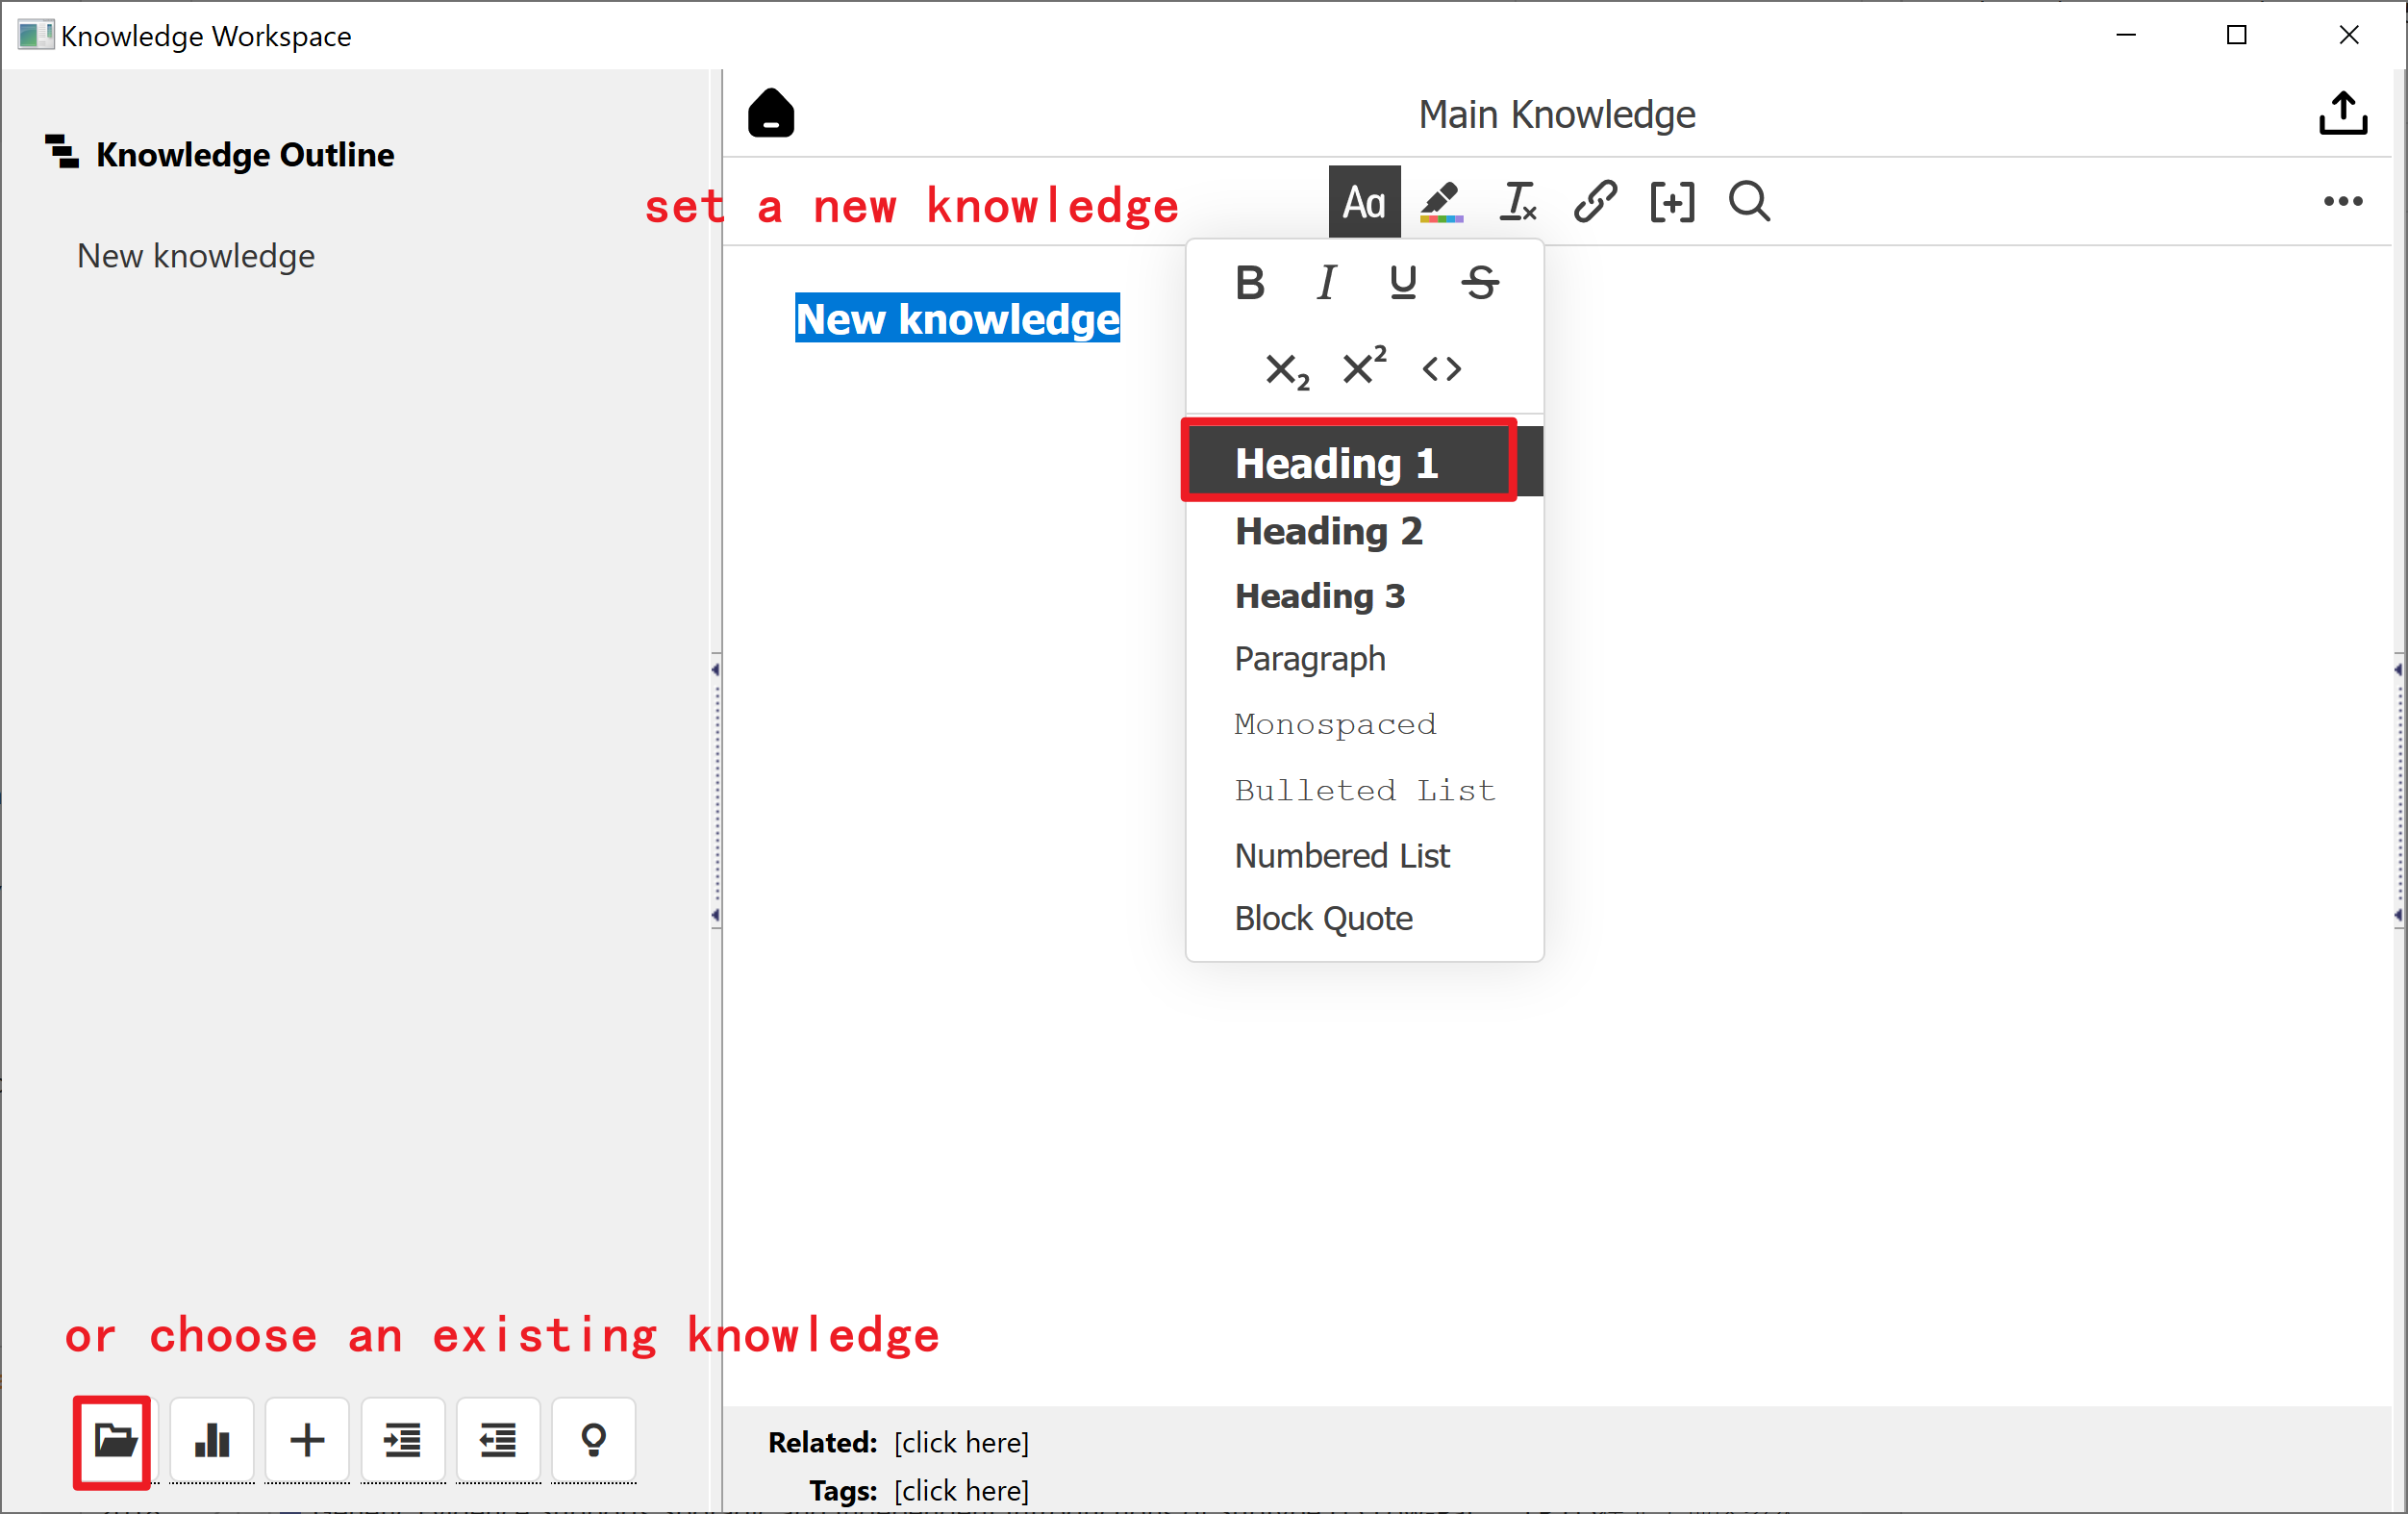 Knowledge Workspace
Knowledge Outline
New knowledge
Main Knowledge
set a new knowledge
Aa
New knowledge
B I U S
X₂ X² <>
Heading 1
Heading 2
Heading 3
Paragraph
Monospaced
Bulleted List
Numbered List
Block Quote
or choose an existing knowledge
Related: [click here]
Tags: [click here]